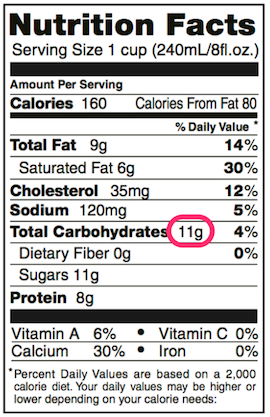 Nutrition Facts
Serving Size 1 cup (240mL/8fl.oz.)
Amount Per Serving
Calories 160 Calories From Fat 80
% Daily Value *
Total Fat 9g 14%
Saturated Fat 6g 30%
Cholesterol 35mg 12%
Sodium 120mg 5%
Total Carbohydrates 11g 4%
Dietary Fiber 0g 0%
Sugars 11g
Protein 8g
Vitamin A 6% • Vitamin C 0%
Calcium 30% • Iron 0%
*Percent Daily Values are based on a 2,000
calorie diet. Your daily values may be higher or
lower depending on your calorie needs: